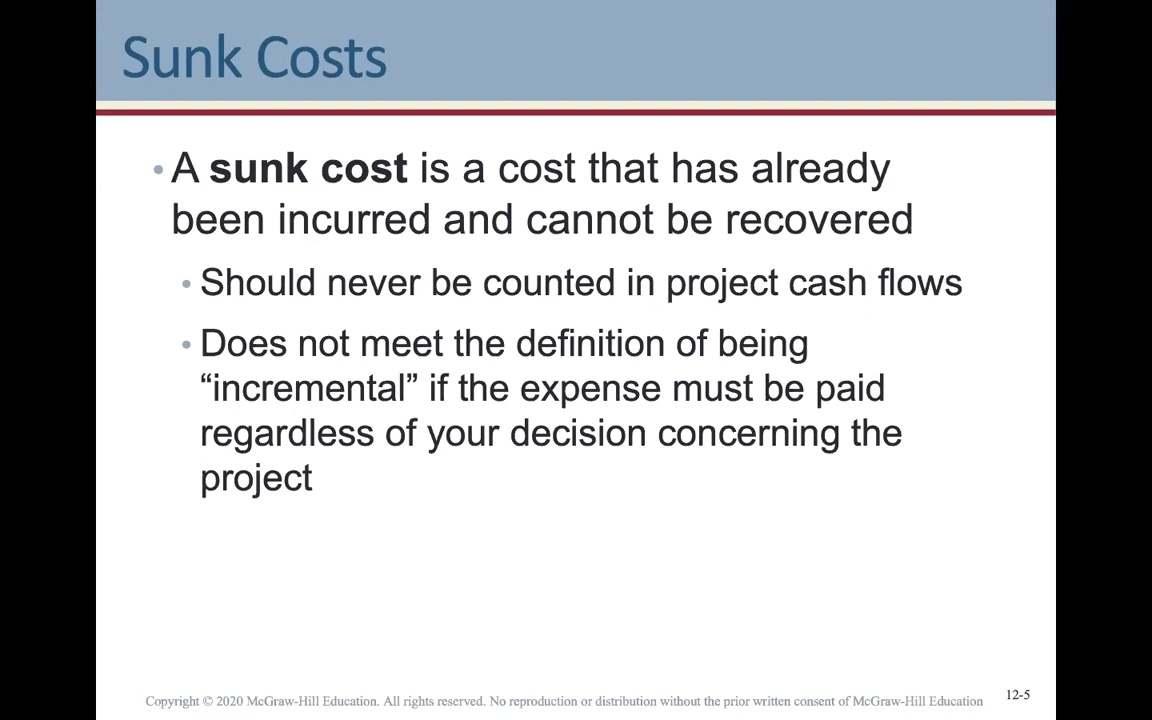 Sunk Costs
• A sunk cost is a cost that has already
been incurred and cannot be recovered
• Should never be counted in project cash flows
• Does not meet the definition of being
“incremental” if the expense must be paid
regardless of your decision concerning the
project
Copyright © 2020 McGraw-Hill Education. All rights reserved. No reproduction or distribution without the prior written consent of McGraw-Hill Education
12-5